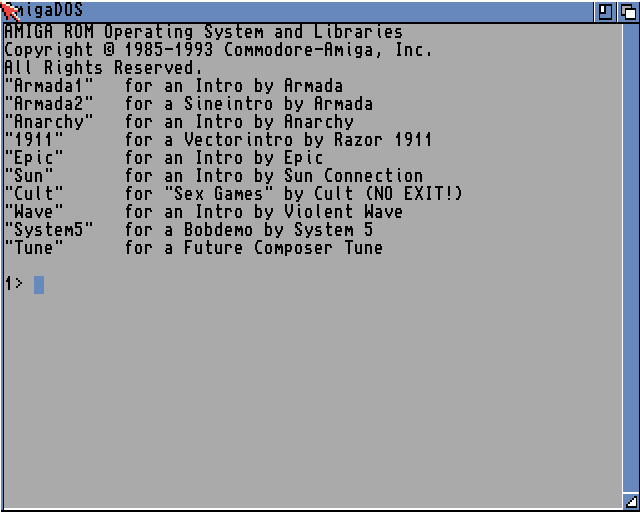 AmigaDOS
AMIGA ROM Operating System and Libraries
Copyright © 1985-1993 Commodore-Amiga, Inc.
All Rights Reserved.
"Armada1"   for an Intro by Armada
"Armada2"   for a Sineintro by Armada
"Anarchy"   for an Intro by Anarchy
"1911"      for a Vectorintro by Razor 1911
"Epic"      for an Intro by Epic
"Sun"       for an Intro by Sun Connection
"Cult"      for "Sex Games" by Cult (NO EXIT!)
"Wave"      for an Intro by Violent Wave
"System5"   for a Bobdemo by System 5
"Tune"      for a Future Composer Tune
1>